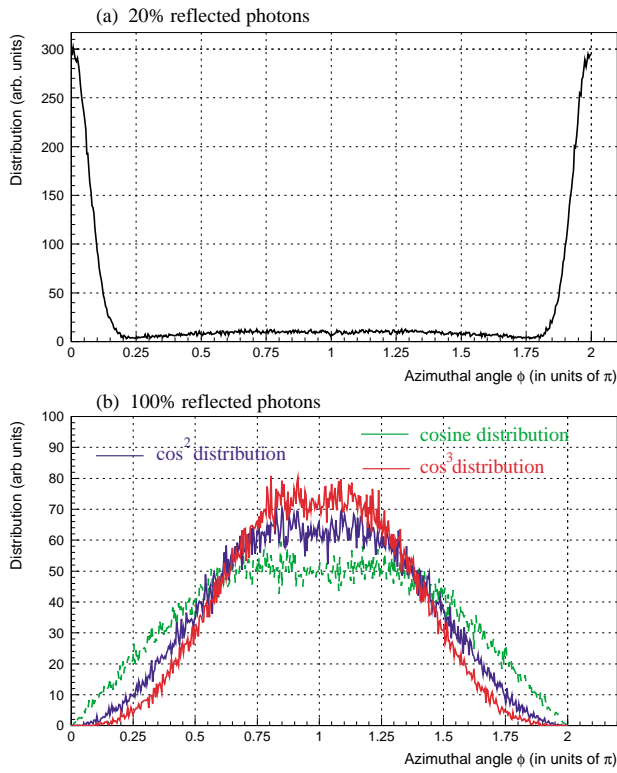 (a) 20% reflected photons
Distribution (arb. units)
300
250
200
150
100
50
0
0 0.25 0.5 0.75 1 1.25 1.5 1.75 2
Azimuthal angle ϕ (in units of π)
(b) 100% reflected photons
Distribution (arb units)
100
90
80
70
60
50
40
30
20
10
0
cos² distribution
cosine distribution
cos³ distribution
0 0.25 0.5 0.75 1 1.25 1.5 1.75 2
Azimuthal angle ϕ (in units of π)